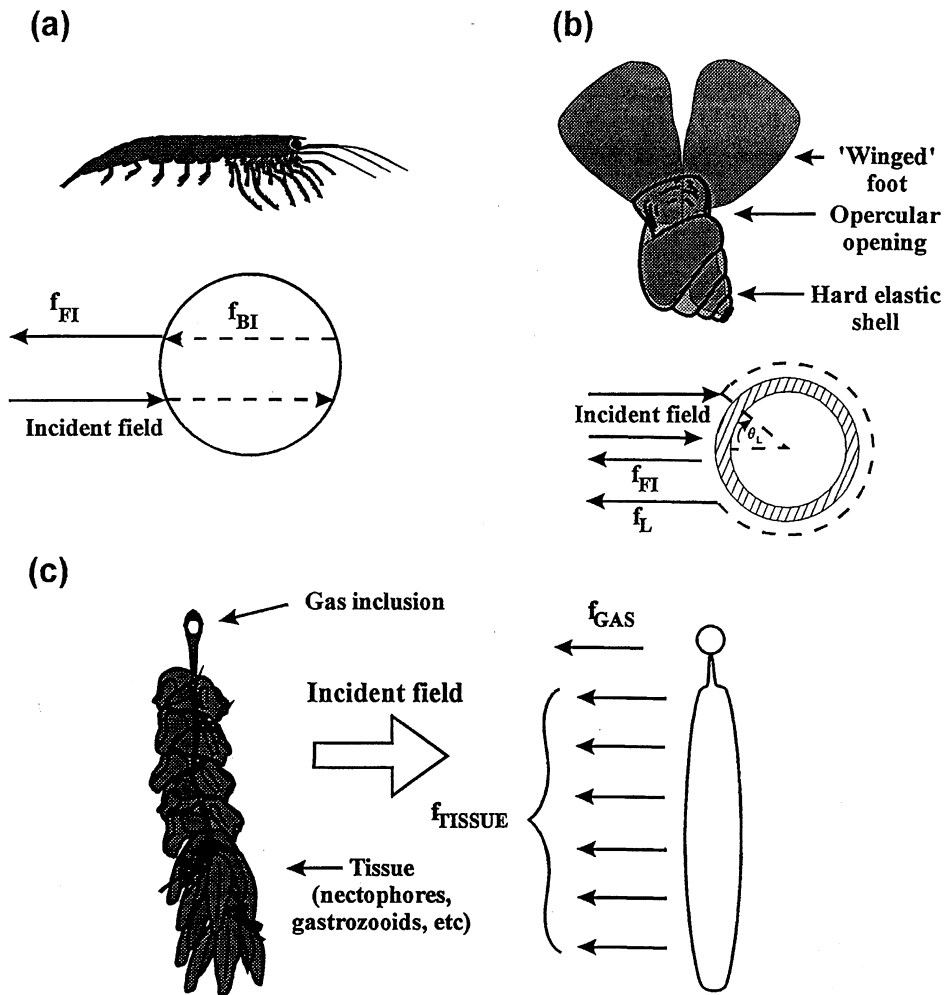 (a)
f_FI
f_BI
Incident field
(b)
'Winged'
foot
Opercular
opening
Hard elastic
shell
Incident field
θ_L
f_FI
f_L
(c)
Gas inclusion
Incident field
Tissue
(nectophores,
gastrozooids, etc)
f_GAS
f_TISSUE